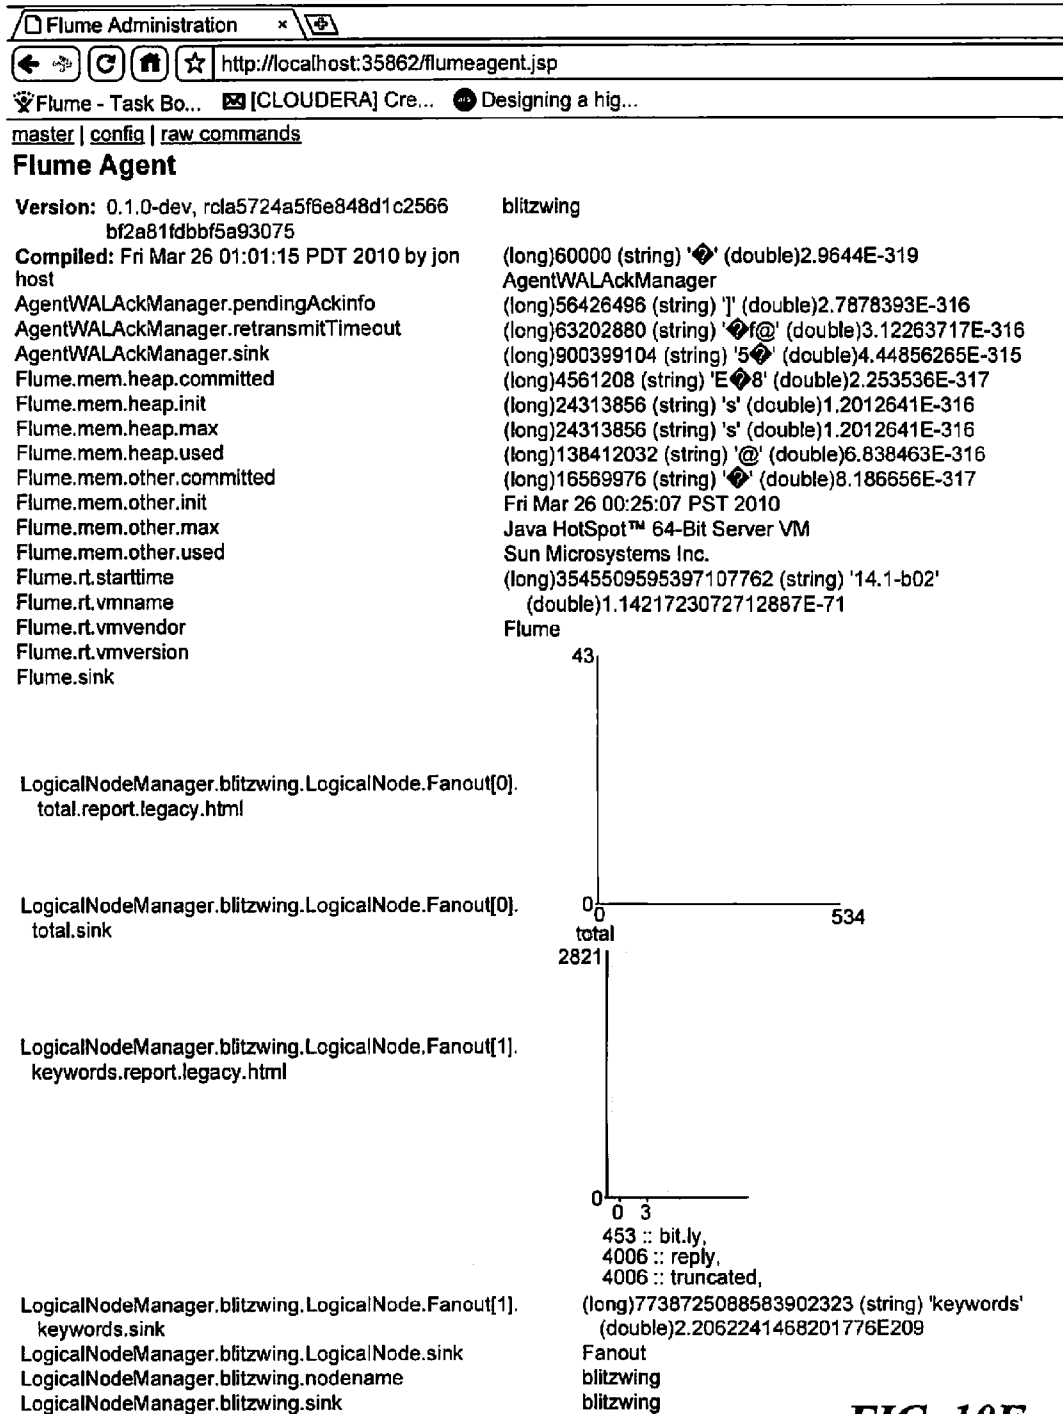 Flume Administration ×
http://localhost:35862/flumeagent.jsp
Flume - Task Bo... [CLOUDERA] Cre... Designing a hig...
master | config | raw commands
Flume Agent
Version: 0.1.0-dev, rcla5724a5f6e848d1c2566 blitzwing
bf2a81fdbbf5a93075
Compiled: Fri Mar 26 01:01:15 PDT 2010 by jon (long)60000 (string) '�' (double)2.9644E-319
host AgentWALAckManager
AgentWALAckManager.pendingAckinfo (long)56426496 (string) ']' (double)2.7878393E-316
AgentWALAckManager.retransmitTimeout (long)63202880 (string) '�f@' (double)3.12263717E-316
AgentWALAckManager.sink (long)900399104 (string) '5�' (double)4.44856265E-315
Flume.mem.heap.committed (long)4561208 (string) 'E�8' (double)2.253536E-317
Flume.mem.heap.init (long)24313856 (string) 's' (double)1.2012641E-316
Flume.mem.heap.max (long)24313856 (string) 's' (double)1.2012641E-316
Flume.mem.heap.used (long)138412032 (string) '@' (double)6.838463E-316
Flume.mem.other.committed (long)16569976 (string) '�' (double)8.186656E-317
Flume.mem.other.init Fri Mar 26 00:25:07 PST 2010
Flume.mem.other.max Java HotSpot™ 64-Bit Server VM
Flume.mem.other.used Sun Microsystems Inc.
Flume.rt.starttime (long)3545509595397107762 (string) '14.1-b02'
Flume.rt.vmname (double)1.1421723072712887E-71
Flume.rt.vmvendor Flume
Flume.rt.vmversion 43
Flume.sink
LogicalNodeManager.blitzwing.LogicalNode.Fanout[0].
total.report.legacy.html
LogicalNodeManager.blitzwing.LogicalNode.Fanout[0]. 0
0 534
total.sink total
2821
LogicalNodeManager.blitzwing.LogicalNode.Fanout[1].
keywords.report.legacy.html
0
0 3
453 :: bit.ly,
4006 :: reply,
4006 :: truncated,
LogicalNodeManager.blitzwing.LogicalNode.Fanout[1]. (long)7738725088583902323 (string) 'keywords'
keywords.sink (double)2.2062241468201776E209
LogicalNodeManager.blitzwing.LogicalNode.sink Fanout
LogicalNodeManager.blitzwing.nodename blitzwing
LogicalNodeManager.blitzwing.sink blitzwing